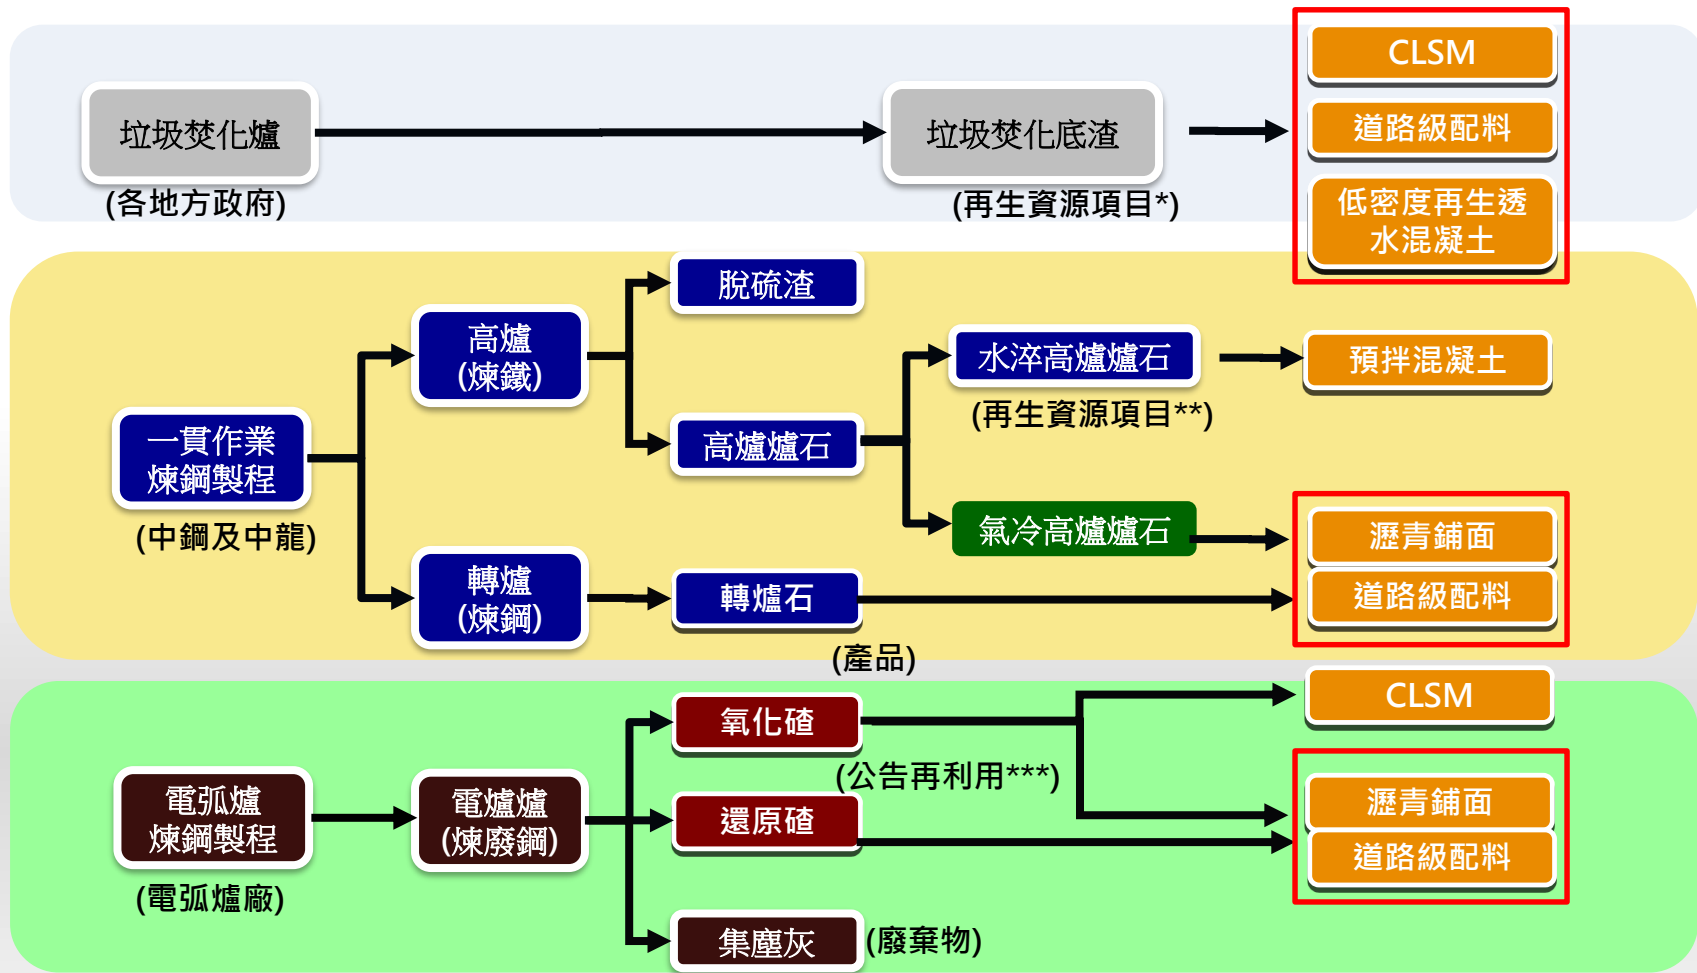 CLSM
垃圾焚化爐
垃圾焚化底渣
道路級配料
(各地方政府)
(再生資源項目*)
低密度再生透
水混凝土
脫硫渣
高爐
(煉鐵)
水淬高爐爐石
預拌混凝土
(再生資源項目**)
一貫作業
煉鋼製程
高爐爐石
(中鋼及中龍)
氣冷高爐爐石
瀝青鋪面
轉爐
(煉鋼)
轉爐石
道路級配料
(產品)
CLSM
氧化碴
(公告再利用***)
電弧爐
煉鋼製程
電爐爐
(煉廢鋼)
還原碴
瀝青鋪面
道路級配料
(電弧爐廠)
集塵灰
(廢棄物)